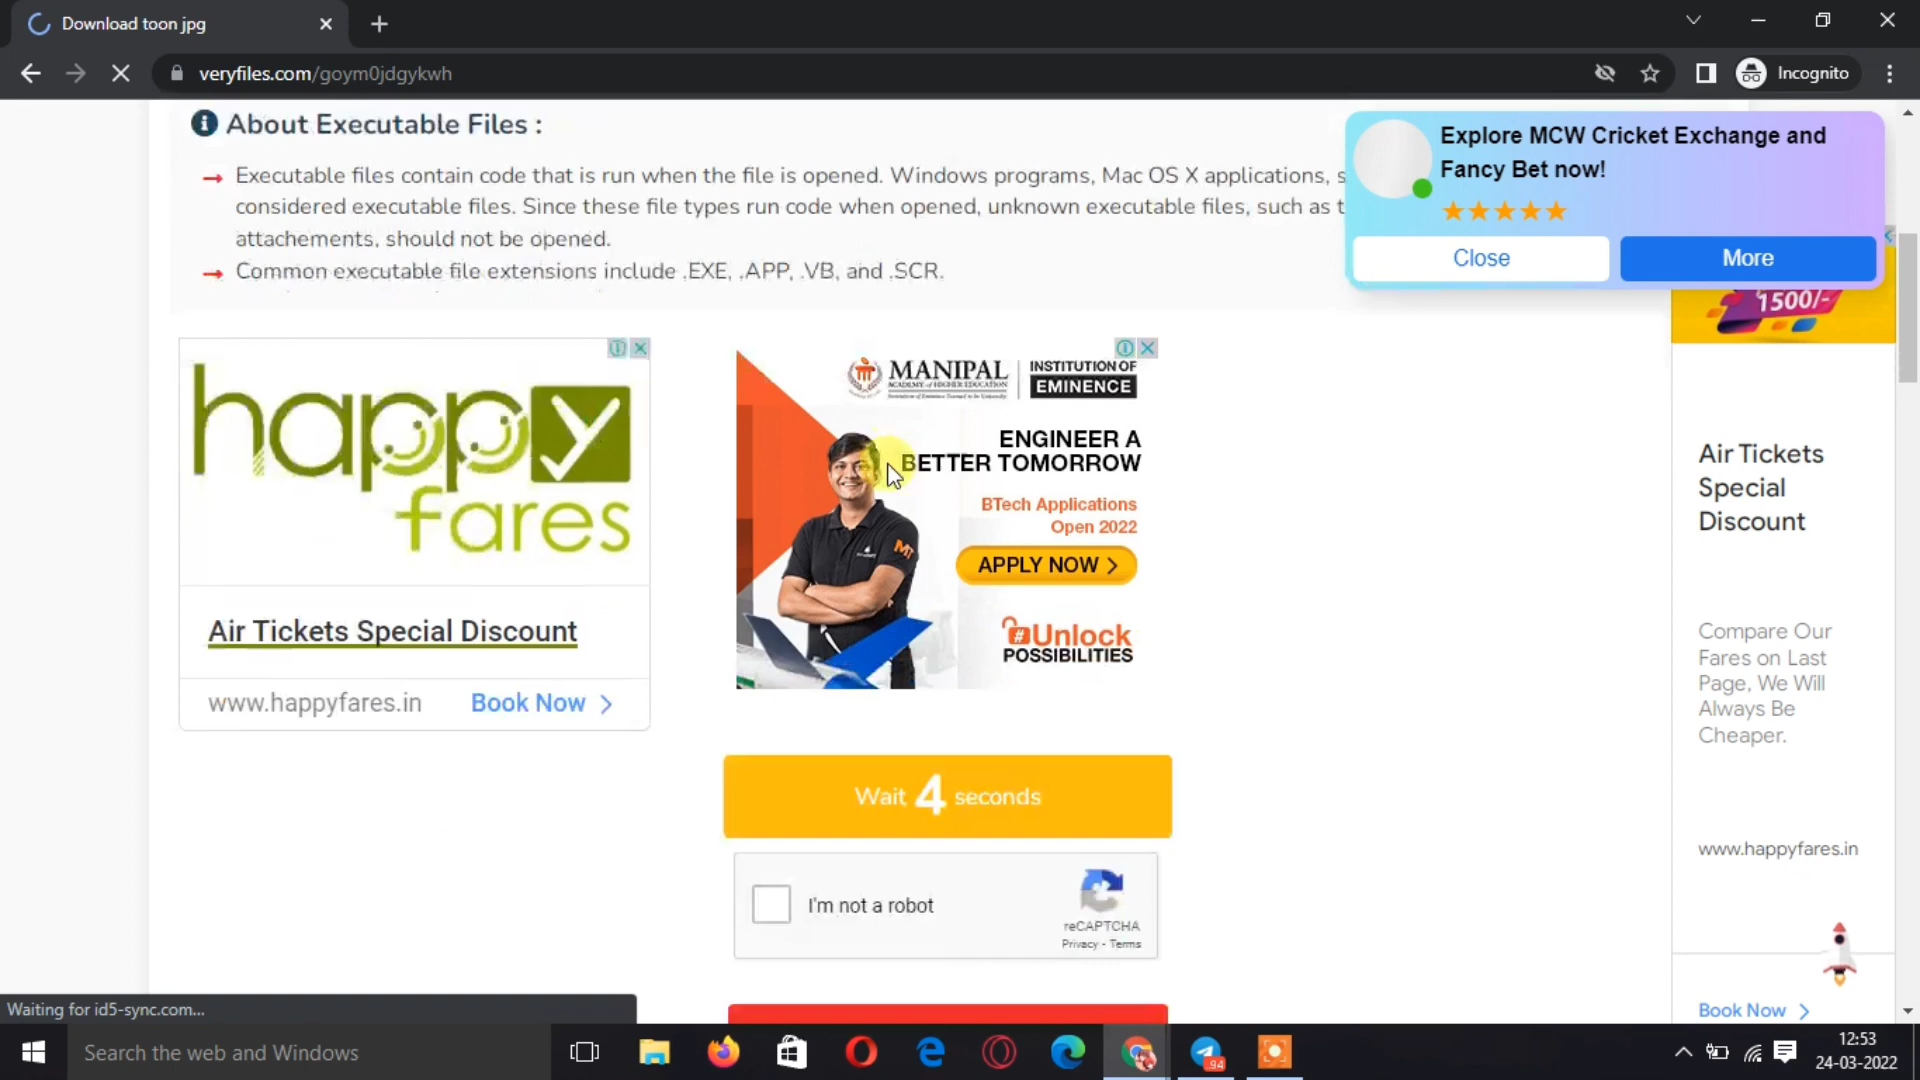 Download toon jpg
veryfiles.com/goym0jdgykwh
Incognito
About Executable Files :
Executable files contain code that is run when the file is opened. Windows programs, Mac OS X applications, s
considered executable files. Since these file types run code when opened, unknown executable files, such as t
attachements, should not be opened.
Common executable file extensions include .EXE, .APP, .VB, and .SCR.
Explore MCW Cricket Exchange and
Fancy Bet now!
Close
More
1500/-
happy
fares
Air Tickets Special Discount
www.happyfares.in
Book Now
MANIPAL
ACADEMY of HIGHER EDUCATION
INSTITUTION OF
EMINENCE
ENGINEER A
BETTER TOMORROW
BTech Applications
Open 2022
APPLY NOW >
#Unlock
POSSIBILITIES
Wait 4 seconds
I'm not a robot
reCAPTCHA
Privacy - Terms
Air Tickets
Special
Discount
Compare Our
Fares on Last
Page, We Will
Always Be
Cheaper.
www.happyfares.in
Book Now
Waiting for id5-sync.com...
Search the web and Windows
94
12:53
24-03-2022